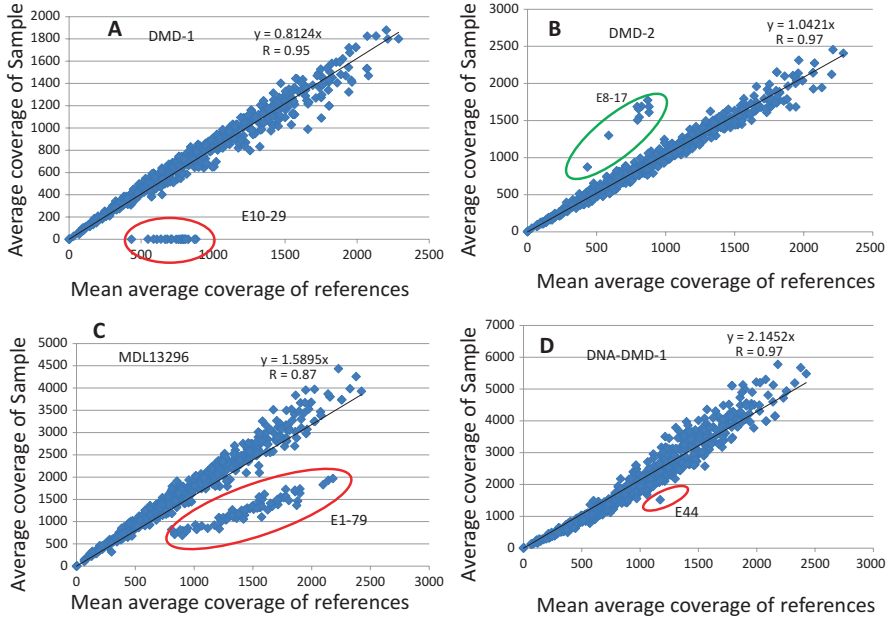 A
DMD-1
y = 0.8124x
R = 0.95
Average coverage of Sample
2000
1800
1600
1400
1200
1000
800
600
400
200
0
E10-29
0 500 1000 1500 2000 2500
Mean average coverage of references
B
DMD-2
y = 1.0421x
R = 0.97
Average coverage of Sample
3000
2500
2000
1500
1000
500
0
E8-17
0 500 1000 1500 2000 2500
Mean average coverage of references
C
MDL13296
y = 1.5895x
R = 0.87
Average coverage of Sample
5000
4500
4000
3500
3000
2500
2000
1500
1000
500
0
E1-79
0 500 1000 1500 2000 2500 3000
Mean average coverage of references
D
DNA-DMD-1
y = 2.1452x
R = 0.97
Average coverage of Sample
7000
6000
5000
4000
3000
2000
1000
0
E44
0 500 1000 1500 2000 2500 3000
Mean average coverage of references